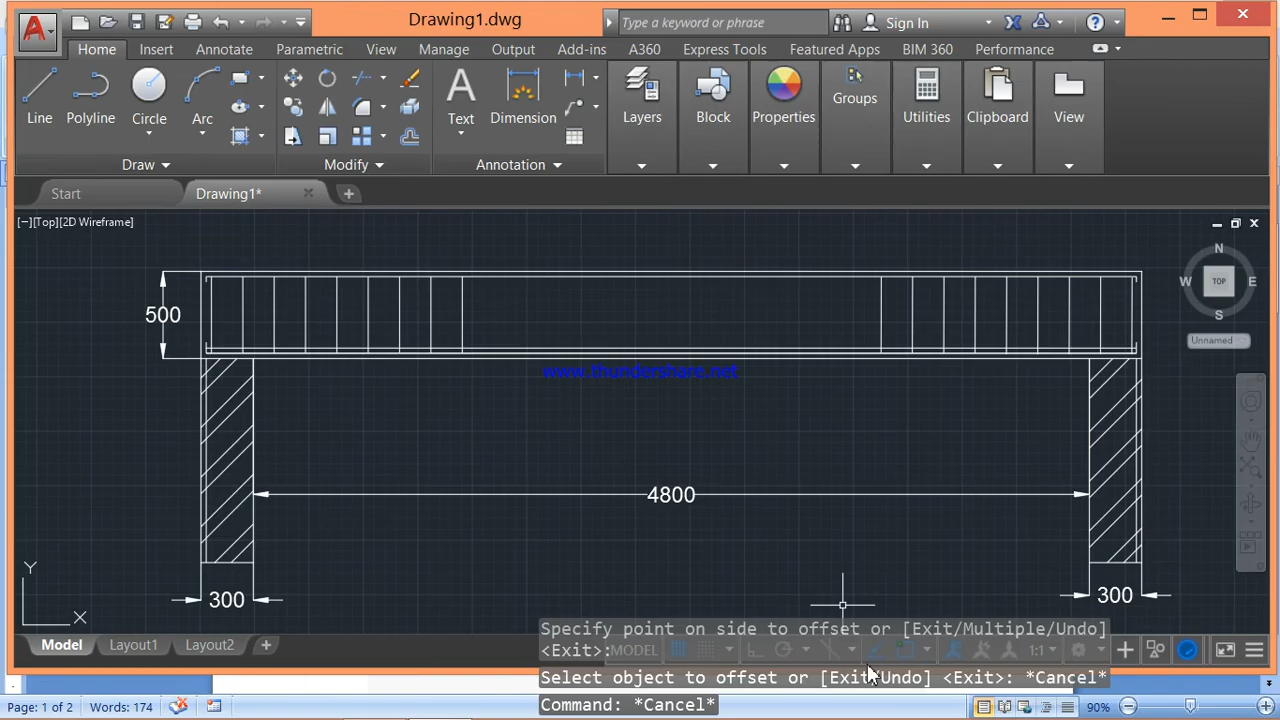 Drawing1.dwg
Type a keyword or phrase
Sign In
Home Insert Annotate Parametric View Manage Output Add-ins A360 Express Tools Featured Apps BIM 360 Performance
Line Polyline Circle Arc Text Dimension Layers Block Properties Groups Utilities Clipboard View
Draw Modify Annotation
Start Drawing1*
[−][Top][2D Wireframe]
N
W TOP E
S
Unnamed
500
www.thundershare.net
4800
300
300
Y
X
Specify point on side to offset or [Exit/Multiple/Undo]
<Exit>: MODEL 1:1
Model Layout1 Layout2
Select object to offset or [Exit/Undo] <Exit>: *Cancel*
Command: *Cancel*
Page: 1 of 2 Words: 174 90%